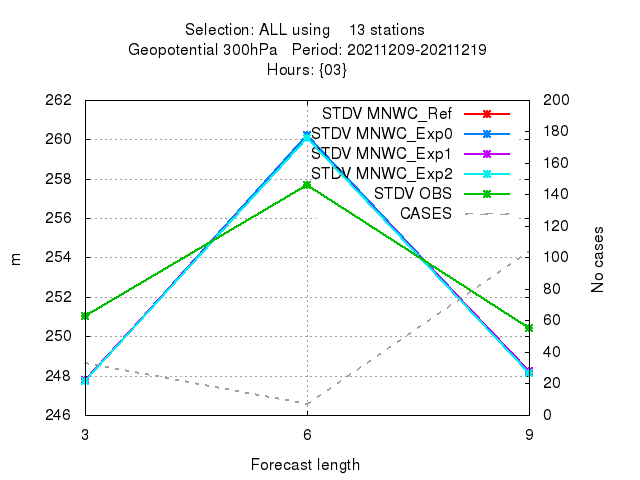 Selection: ALL using 13 stations
Geopotential 300hPa Period: 20211209-20211219
Hours: {03}
262 200
STDV MNWC_Ref
260 180
STDV MNWC_Exp0
STDV MNWC_Exp1
160
258 STDV MNWC_Exp2
STDV OBS 140
256 CASES
120
254 100
m No cases
252 80
60
250
40
248
20
246 0
3 6 9
Forecast length